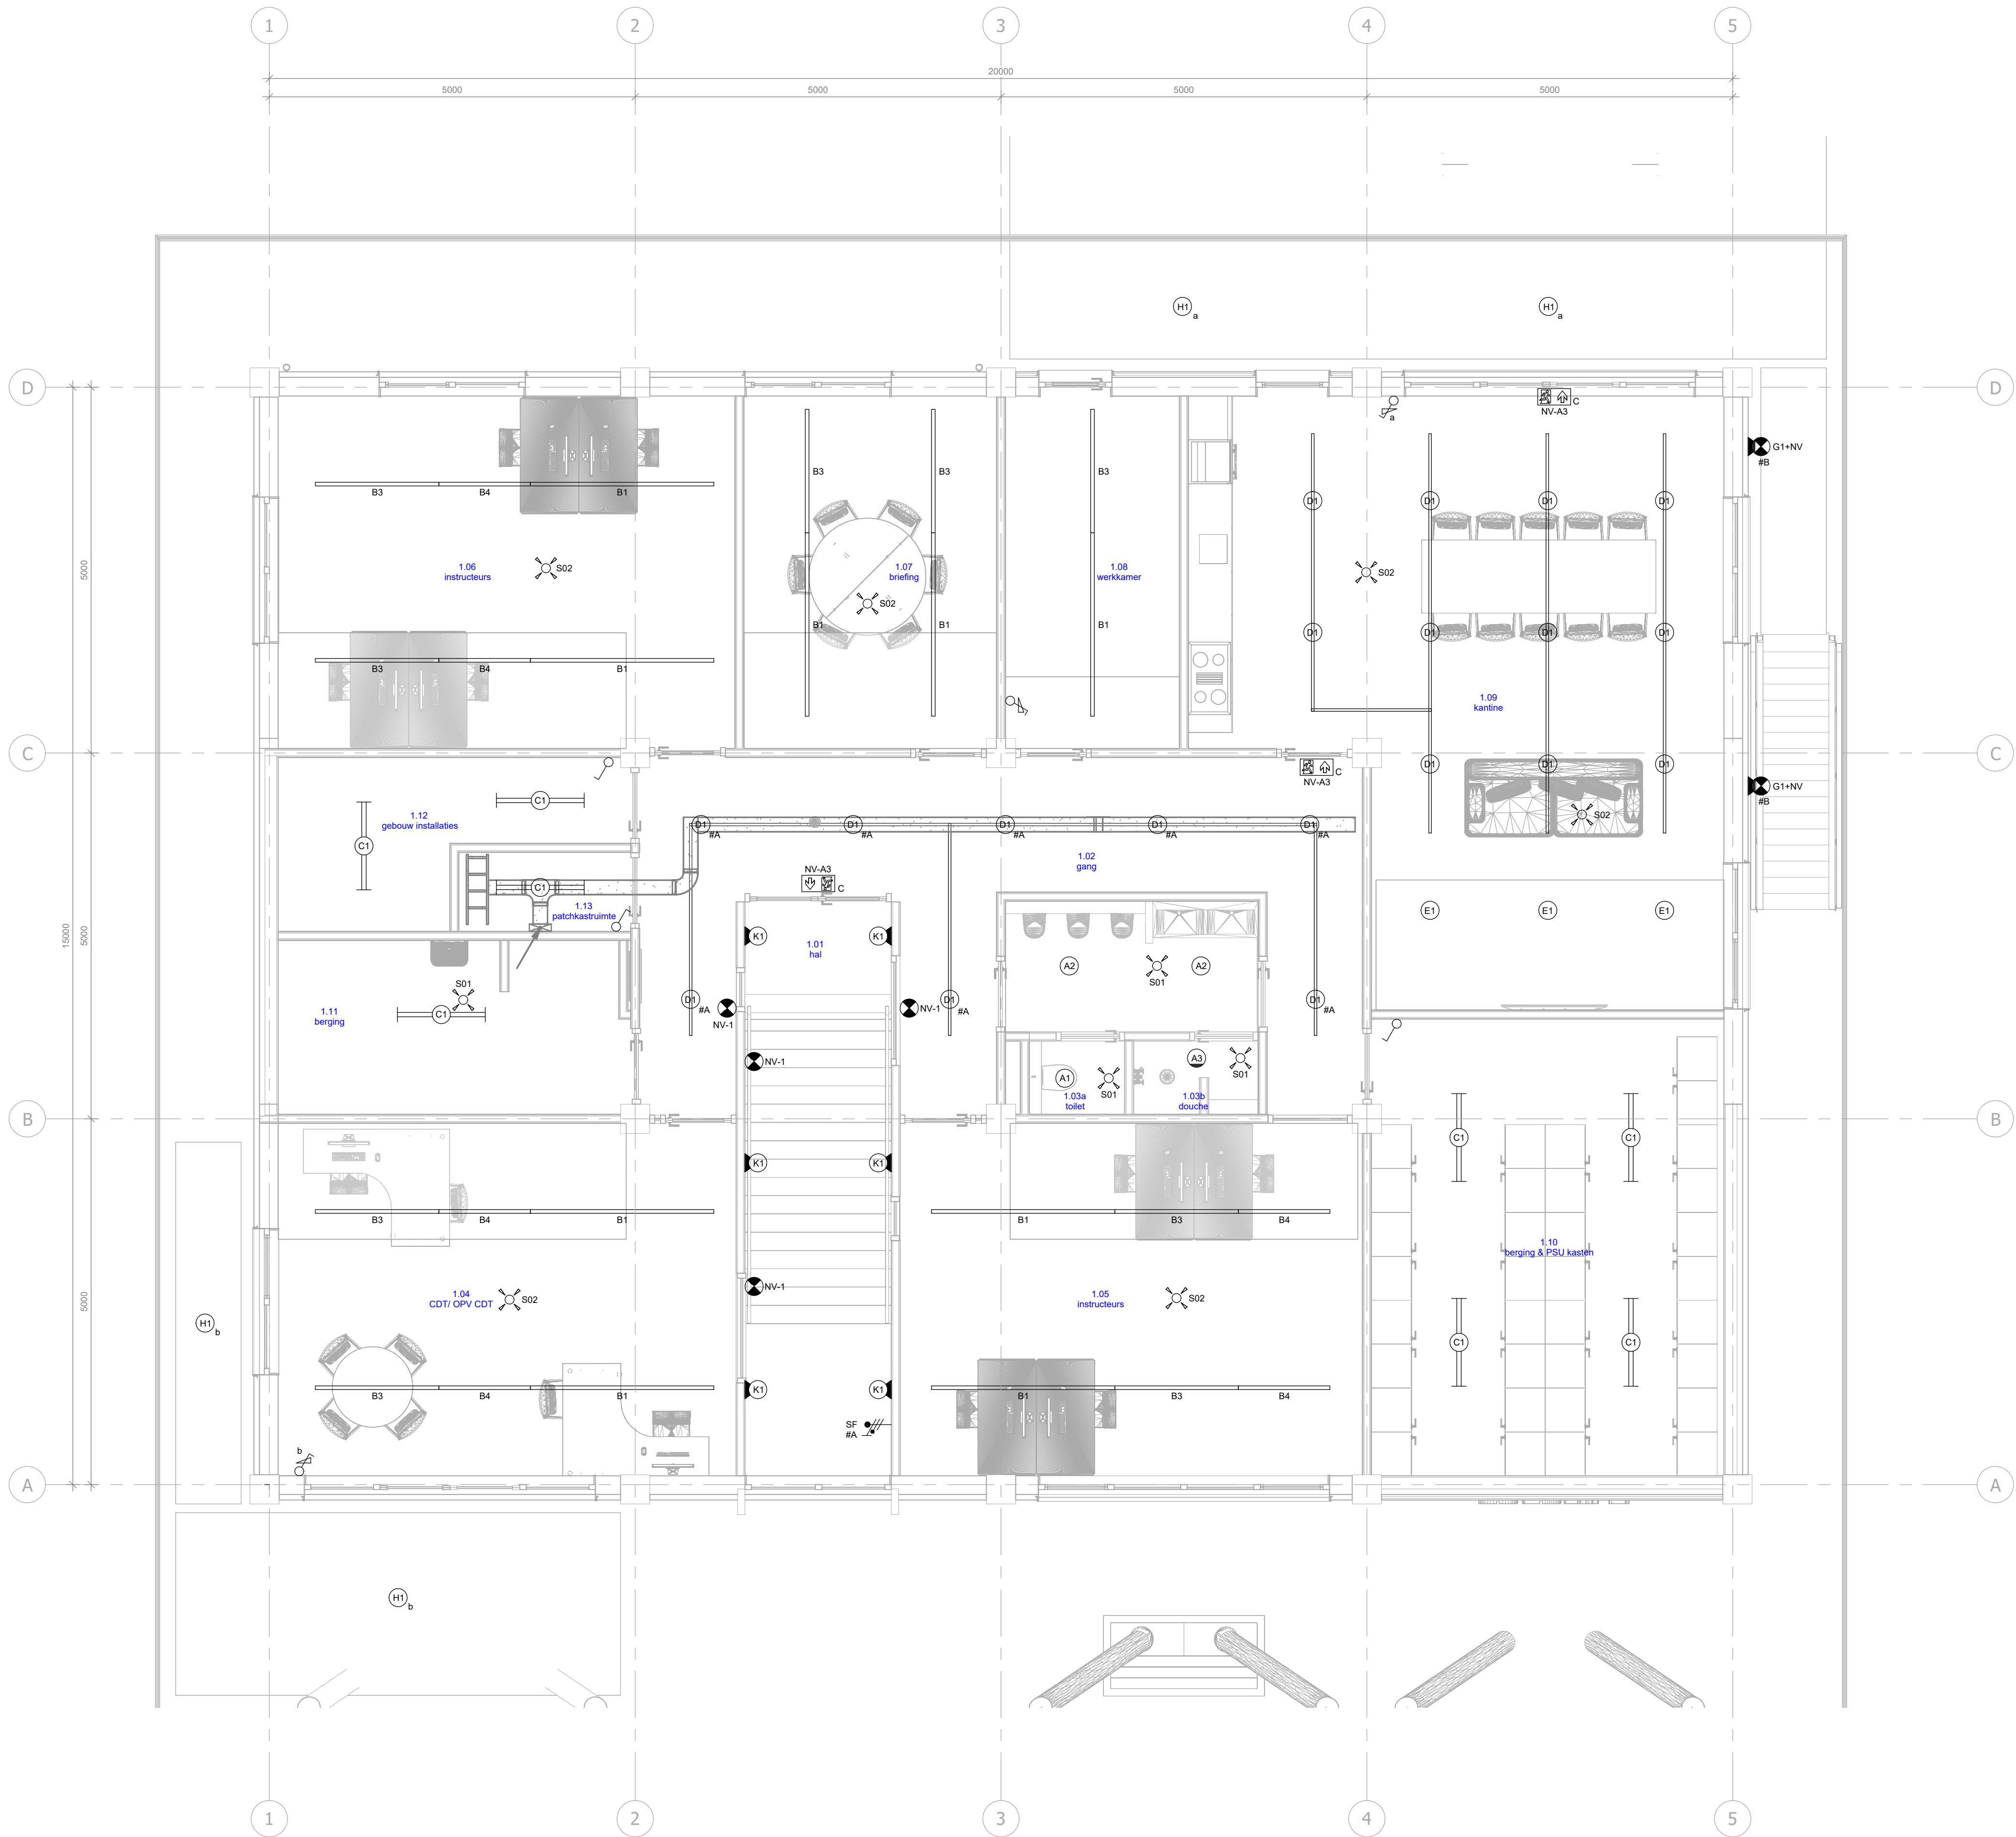 1 2 3 4 5
20000
5000 5000 5000 5000
H1 a H1 a
D D
C
NV-A3
a
G1+NV
#B
B3 B3 B3
B3 B4 B1
D1 D1 D1 D1
5000
1.06
instructeurs
S02
1.07
briefing
S02
1.08
werkkamer
S02
B1 B1 B1
D1 D1 D1 D1
B3 B4 B1
1.09
kantine
C C
C
NV-A3
D1 D1 D1
G1+NV
#B
C1
1.12
gebouw installaties
C1
S02
D1 D1 D1 D1 D1
#A #A #A #A #A
1.02
gang
NV-A3
C
C1
1.13
patchkastruimte
E1 E1 E1
15000
5000
K1 K1
1.01
hal
A2 A2
S01
S01
C1
1.11
berging
D1 D1 D1
#A #A #A
NV-1 NV-1
NV-1
A1
S01
A3
S01
1.03a
toilet
1.03b
douche
B B
C1 C1
K1 K1
B3 B4 B1
B1 B3 B4
1.10
berging & PSU kasten
NV-1
1.04
CDT/ OPV CDT
S02
1.05
instructeurs
S02
5000
H1 b
C1 C1
B3 B4 B1
K1 K1
B1 B3 B4
SF
#A
b
A A
H1 b
1 2 3 4 5